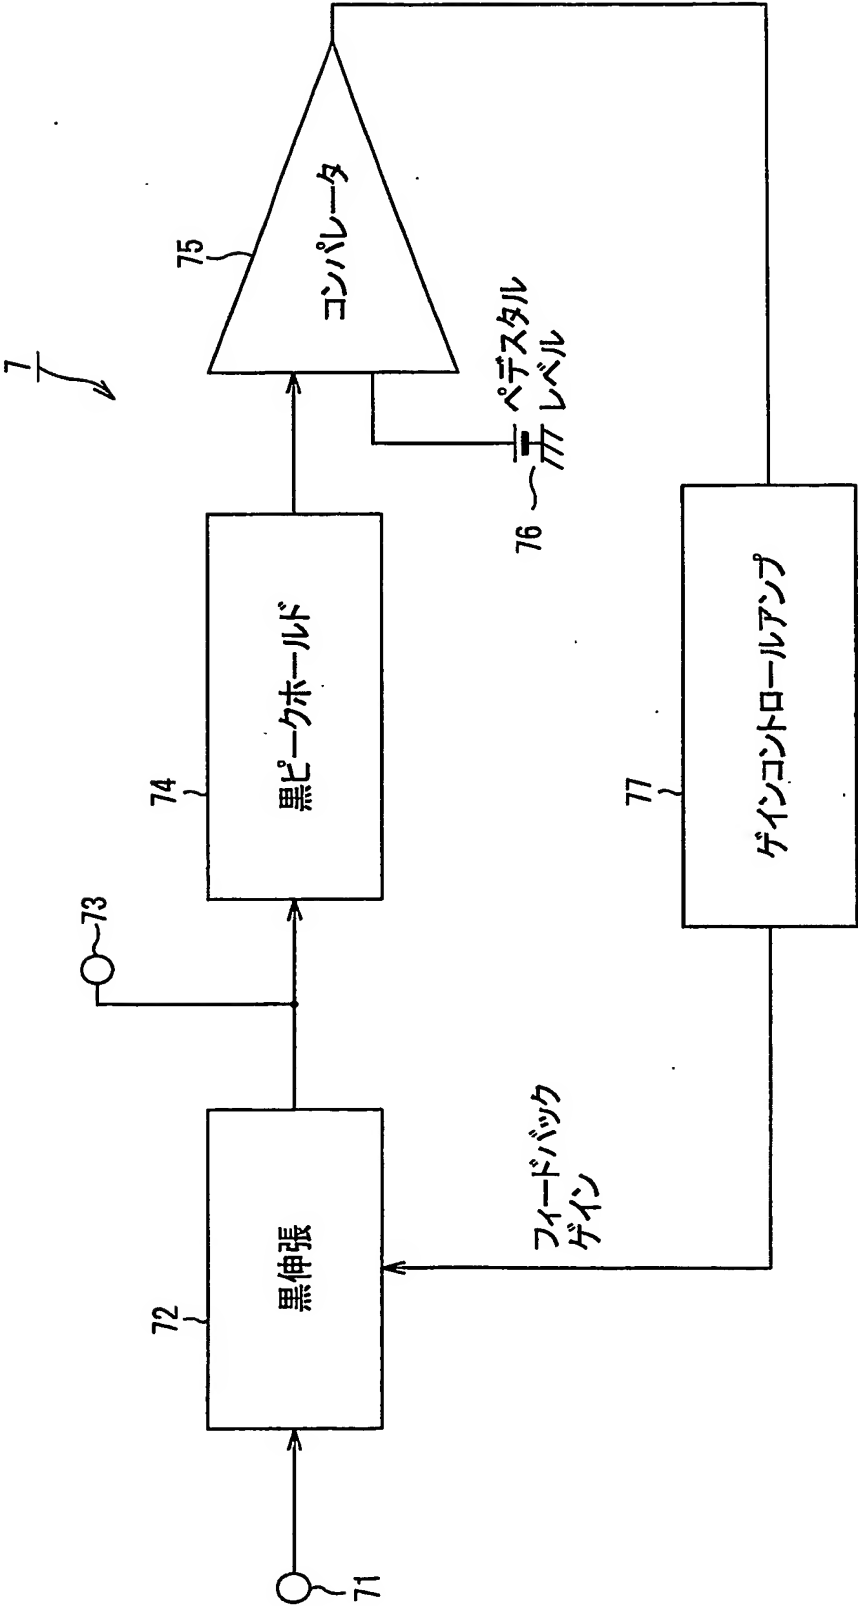 7
71
72
黒伸張
73
74
黒ピークホールド
75
コンパレータ
76
ペデスタル
レベル
77
ゲインコントロールアンプ
フィードバック
ゲイン